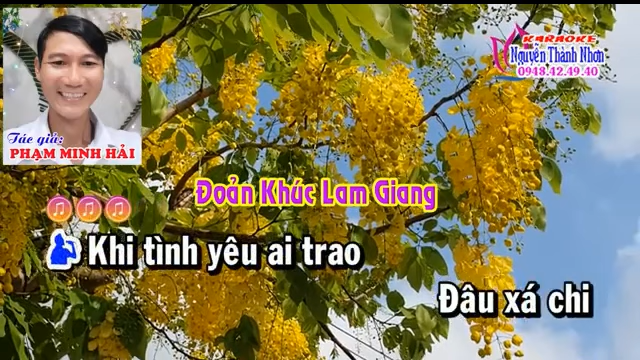 Tác giả:
PHẠM MINH HẢI
KARAOKE
Nguyễn Thành Nhơn
0948.42.49.40
Đoản Khúc Lam Giang
Khi tình yêu ai trao
Đâu xá chi